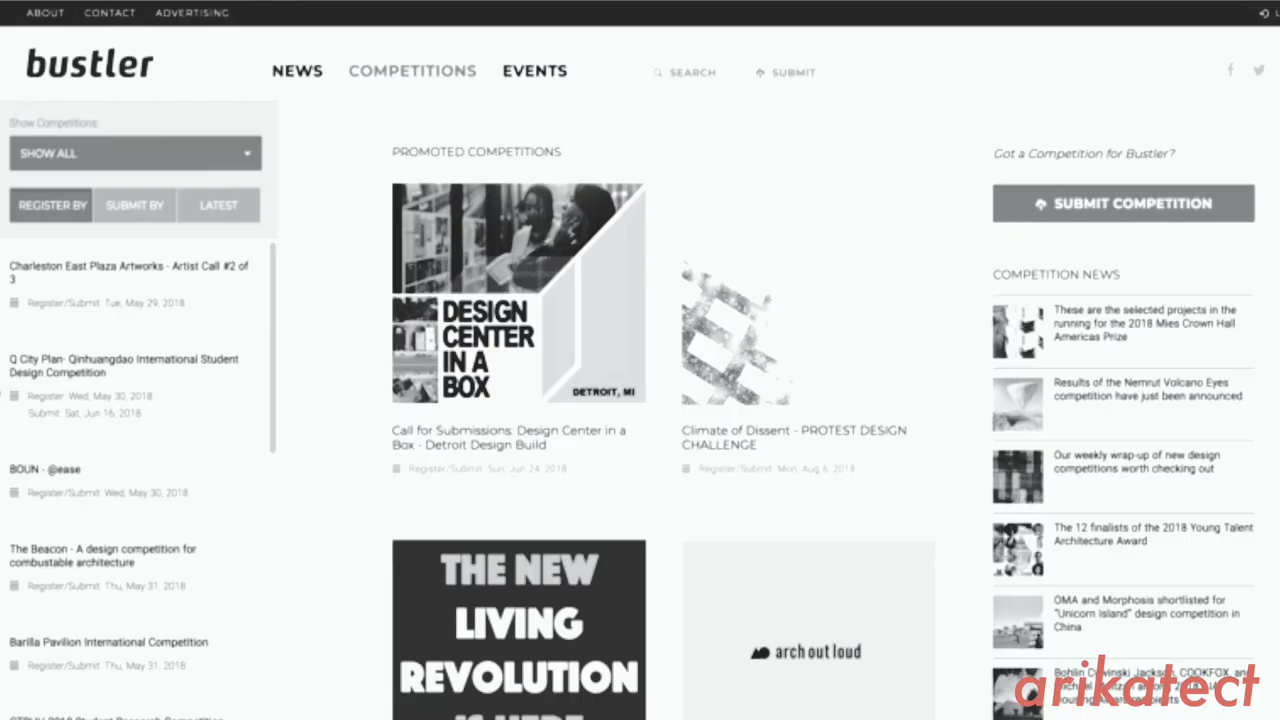 ABOUT CONTACT ADVERTISING
bustler
NEWS COMPETITIONS EVENTS SEARCH SUBMIT
Show Competitions:
SHOW ALL
REGISTER BY SUBMIT BY LATEST
Charleston East Plaza Artworks - Artist Call #2 of
3
Register/Submit Tue, May 29, 2018
Q City Plan- Qinhuangdao International Student
Design Competition
Register Wed, May 30, 2018
Submit: Sat, Jun 16, 2018
BOUN - @ease
Register/Submit Wed, May 30, 2018
The Beacon - A design competition for
combustable architecture
Register/Submit Thu, May 31, 2018
Barilla Pavilion International Competition
Register/Submit Thu, May 31, 2018
PROMOTED COMPETITIONS
DESIGN
CENTER
IN A
BOX
DETROIT, MI
Call for Submissions: Design Center in a
Box - Detroit Design Build
Register/Submit Sun, Jun 24, 2018
Climate of Dissent - PROTEST DESIGN
CHALLENGE
Register/Submit Mon, Aug 6, 2018
THE NEW
LIVING
REVOLUTION
IS HERE
arch out loud
Got a Competition for Bustler?
SUBMIT COMPETITION
COMPETITION NEWS
These are the selected projects in the
running for the 2018 Mies Crown Hall
Americas Prize
Results of the Nemrut Volcano Eyes
competition have just been announced
Our weekly wrap-up of new design
competitions worth checking out
The 12 finalists of the 2018 Young Talent
Architecture Award
OMA and Morphosis shortlisted for
"Unicorn Island" design competition in
China
Bohlin Cywinski Jackson, COOKFOX, and
arikatect